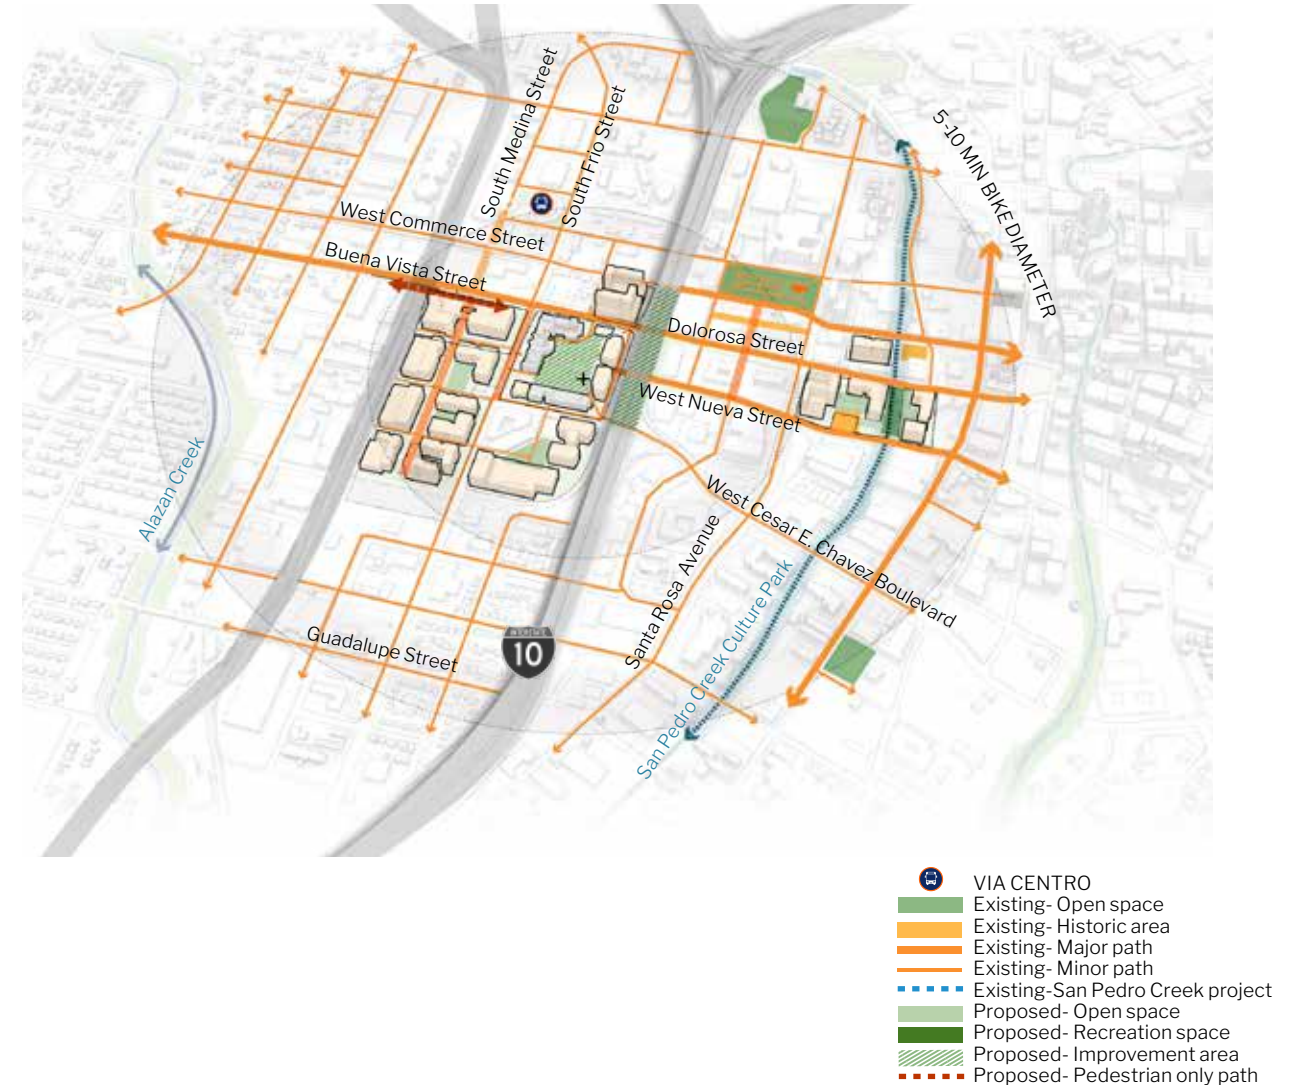 South Medina Street
South Frio Street
5-10 MIN BIKE DIAMETER
West Commerce Street
Buena Vista Street
Dolorosa Street
West Nueva Street
Alazan Creek
West Cesar E. Chavez Boulevard
Santa Rosa Avenue
San Pedro Creek Culture Park
Guadalupe Street
INTERSTATE
10
VIA CENTRO
Existing- Open space
Existing- Historic area
Existing- Major path
Existing- Minor path
Existing-San Pedro Creek project
Proposed- Open space
Proposed- Recreation space
Proposed- Improvement area
Proposed- Pedestrian only path